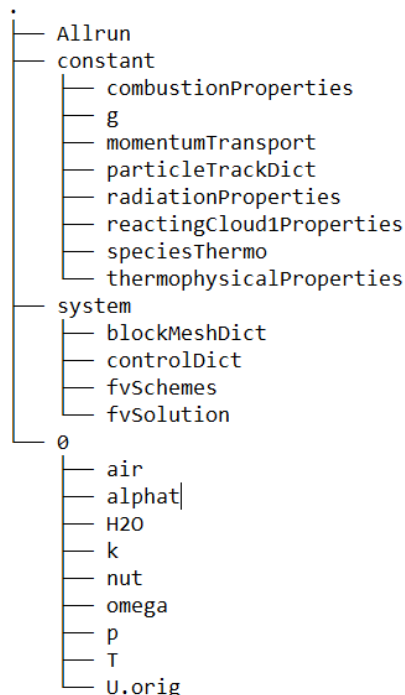 .
├── Allrun
├── constant
│   ├── combustionProperties
│   ├── g
│   ├── momentumTransport
│   ├── particleTrackDict
│   ├── radiationProperties
│   ├── reactingCloud1Properties
│   ├── speciesThermo
│   └── thermophysicalProperties
├── system
│   ├── blockMeshDict
│   ├── controlDict
│   ├── fvSchemes
│   └── fvSolution
└── 0
    ├── air
    ├── alphat
    ├── H2O
    ├── k
    ├── nut
    ├── omega
    ├── p
    ├── T
    └── U.orig